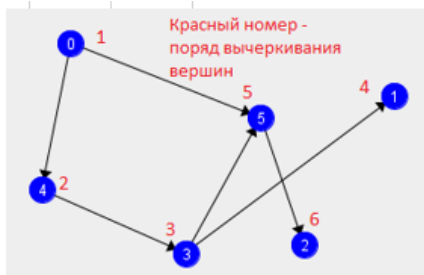 Красный номер -
поряд вычеркивания
вершин
0 1
5 4 1
5
4 2
3 6
3 2